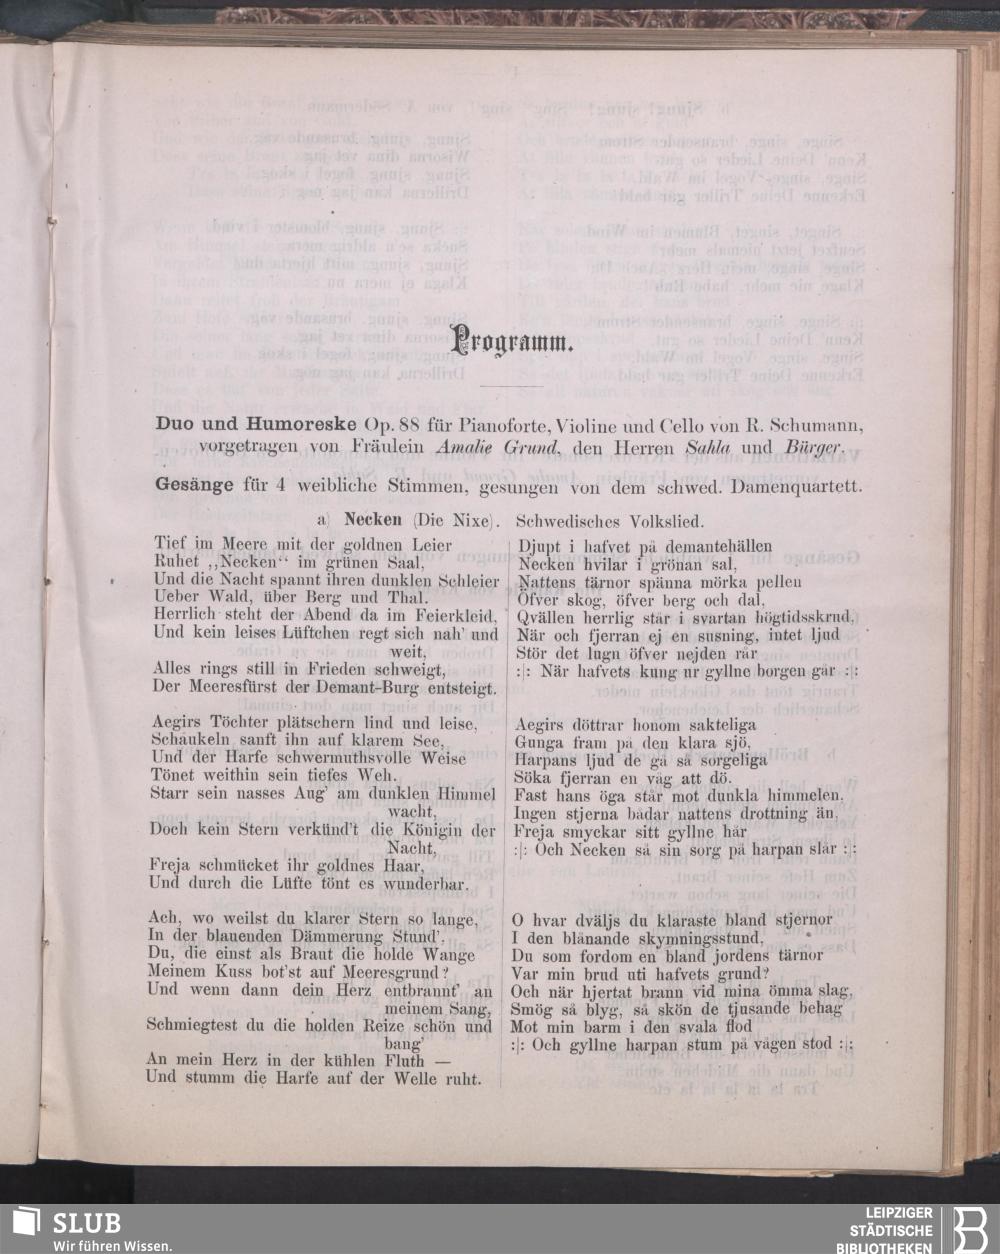 Programm.
Duo und Humoreske Op. 88 für Pianoforte, Violine und Cello von R. Schumann,
vorgetragen von Fräulein Amalie Grund, den Herren Sahla und Bürger.
Gesänge für 4 weibliche Stimmen, gesungen von dem schwed. Damenquartett.
a) Necken (Die Nixe). Schwedisches Volkslied.
Tief im Meere mit der goldnen Leier
Ruhet ,,Necken“ im grünen Saal,
Und die Nacht spannt ihren dunklen Schleier
Ueber Wald, über Berg und Thal.
Herrlich steht der Abend da im Feierkleid,
Und kein leises Lüftchen regt sich nah' und
weit,
Alles rings still in Frieden schweigt,
Der Meeresfürst der Demant-Burg entsteigt.
Aegirs Töchter plätschern lind und leise,
Schaukeln sanft ihn auf klarem See,
Und der Harfe schwermuthsvolle Weise
Tönet weithin sein tiefes Weh.
Starr sein nasses Aug' am dunklen Himmel
wacht,
Doch kein Stern verkünd't die Königin der
Nacht,
Freja schmücket ihr goldnes Haar,
Und durch die Lüfte tönt es wunderbar.
Ach, wo weilst du klarer Stern so lange,
In der blauenden Dämmerung Stund',
Du, die einst als Braut die holde Wange
Meinem Kuss bot'st auf Meeresgrund?
Und wenn dann dein Herz entbrannt' an
meinem Sang,
Schmiegtest du die holden Reize schön und
bang'
An mein Herz in der kühlen Fluth —
Und stumm die Harfe auf der Welle ruht.
Djupt i hafvet på demantehällen
Necken hvilar i grönan sal,
Nattens tärnor spänna mörka pellen
Öfver skog, öfver berg och dal,
Qvällen herrlig står i svartan högtidsskrud,
När och fjerran ej en susning, intet ljud
Stör det lugn öfver nejden rår
:|: När hafvets kung ur gyllne borgen går :|:
Aegirs döttrar honom sakteliga
Gunga fram på den klara sjö,
Harpans ljud de gå så sorgeliga
Söka fjerran en våg att dö.
Fast hans öga står mot dunkla himmelen,
Ingen stjerna bådar nattens drottning än,
Freja smyckar sitt gyllne hår
:|: Och Necken så sin sorg på harpan slår :|:
O hvar dväljs du klaraste bland stjernor
I den blånande skymningsstund,
Du som fordom en bland jordens tärnor
Var min brud uti hafvets grund?
Och när hjertat brann vid mina ömma slag,
Smög så blyg, så skön de tjusande behag
Mot min barm i den svala flod
:|: Och gyllne harpan stum på vågen stod :|:
SLUB
Wir führen Wissen.
LEIPZIGER
STÄDTISCHE
BIBLIOTHEKEN